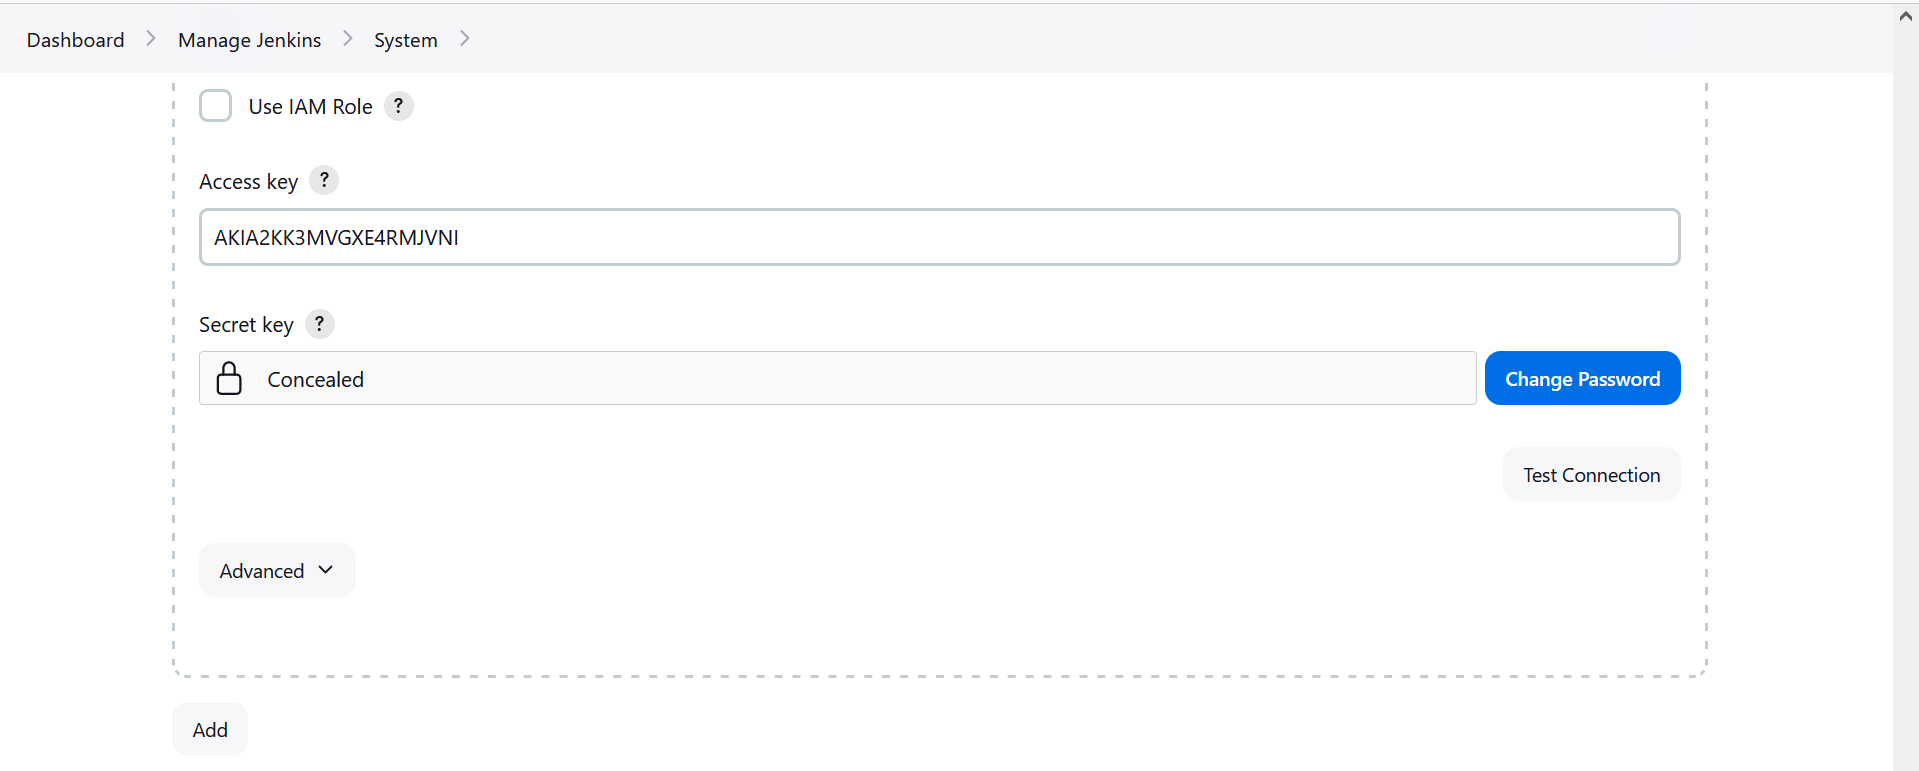 Dashboard > Manage Jenkins > System >
Use IAM Role ?
Access key ?
AKIA2KK3MVGXE4RMJVNI
Secret key ?
Concealed
Change Password
Test Connection
Advanced
Add